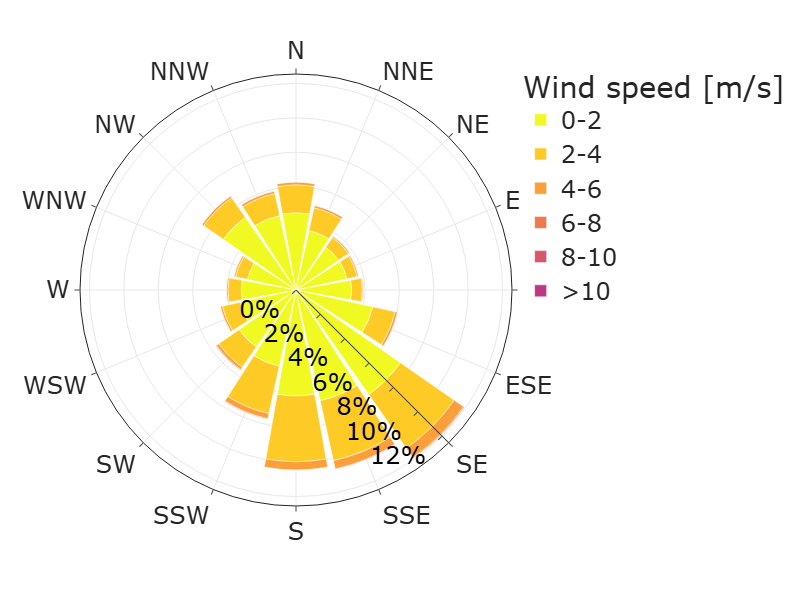 N
NNE
NE
E
ESE
SE
SSE
S
SSW
SW
WSW
W
WNW
NW
NNW
0%
2%
4%
6%
8%
10%
12%
Wind speed [m/s]
0-2
2-4
4-6
6-8
8-10
>10